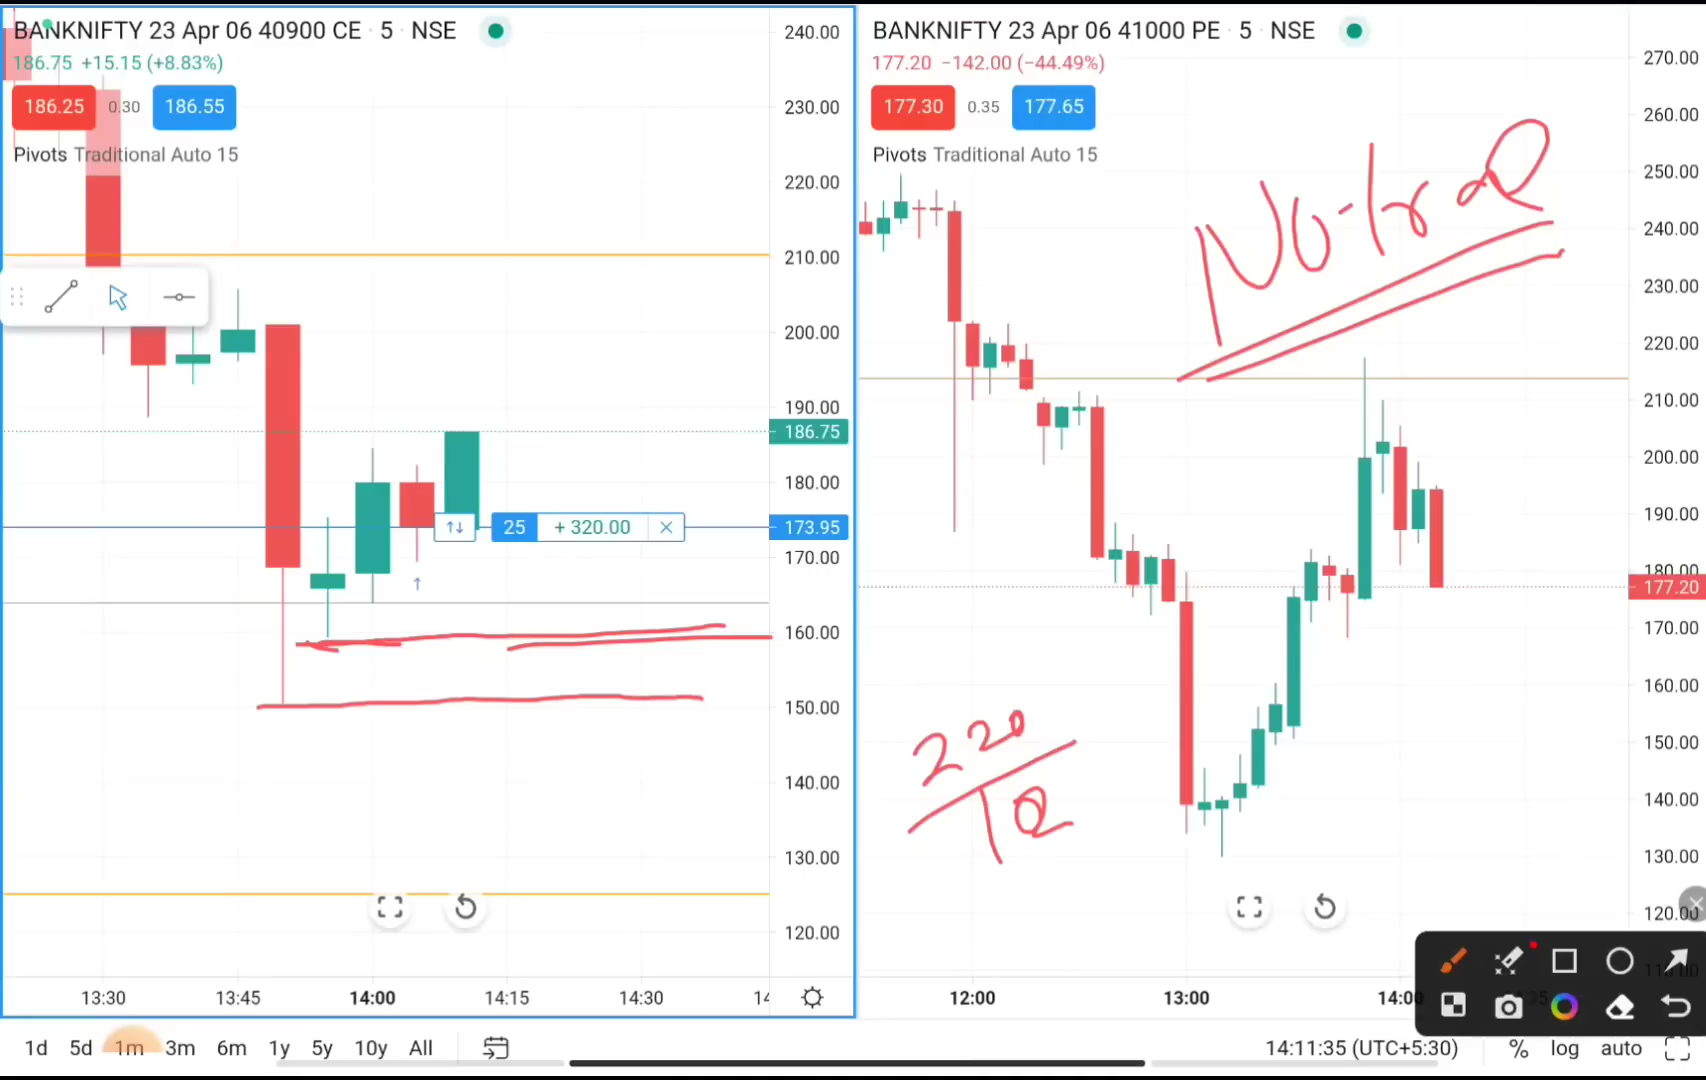 BANKNIFTY 23 Apr 06 40900 CE · 5 · NSE
186.75 +15.15 (+8.83%)
186.25 0.30 186.55
Pivots Traditional Auto 15
240.00
230.00
220.00
210.00
200.00
190.00
186.75
180.00
173.95
25 + 320.00
170.00
160.00
150.00
140.00
130.00
120.00
13:30 13:45 14:00 14:15 14:30
BANKNIFTY 23 Apr 06 41000 PE · 5 · NSE
177.20 −142.00 (−44.49%)
177.30 0.35 177.65
Pivots Traditional Auto 15
270.00
260.00
250.00
240.00
230.00
220.00
210.00
200.00
190.00
180.00
177.20
170.00
160.00
150.00
140.00
130.00
120.00
220
12:00 13:00 14:00
1d 5d 1m 3m 6m 1y 5y 10y All
14:11:35 (UTC+5:30) % log auto